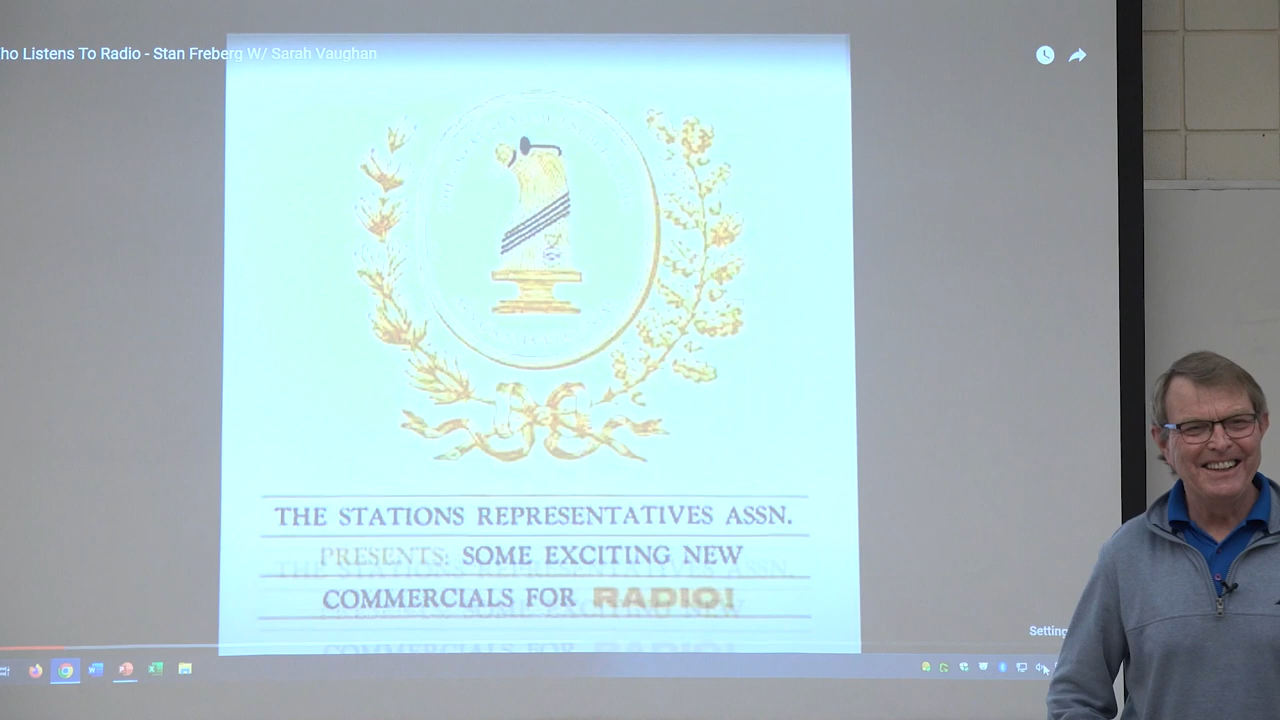 ho Listens To Radio - Stan Freberg W/ Sarah Vaughan
THE STATIONS REPRESENTATIVES ASSN.
PRESENTS: SOME EXCITING NEW
COMMERCIALS FOR RADIO!
Setting